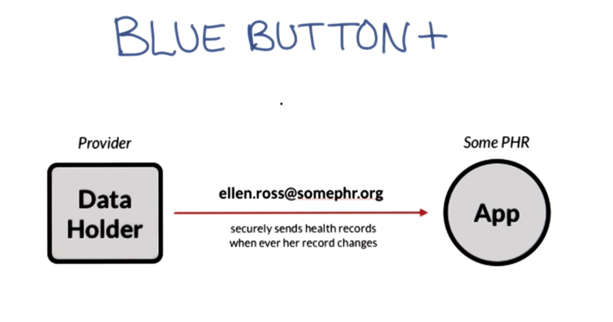 BLUE BUTTON+
Provider
Some PHR
Data
Holder
ellen.ross@somephr.org
securely sends health records
when ever her record changes
App